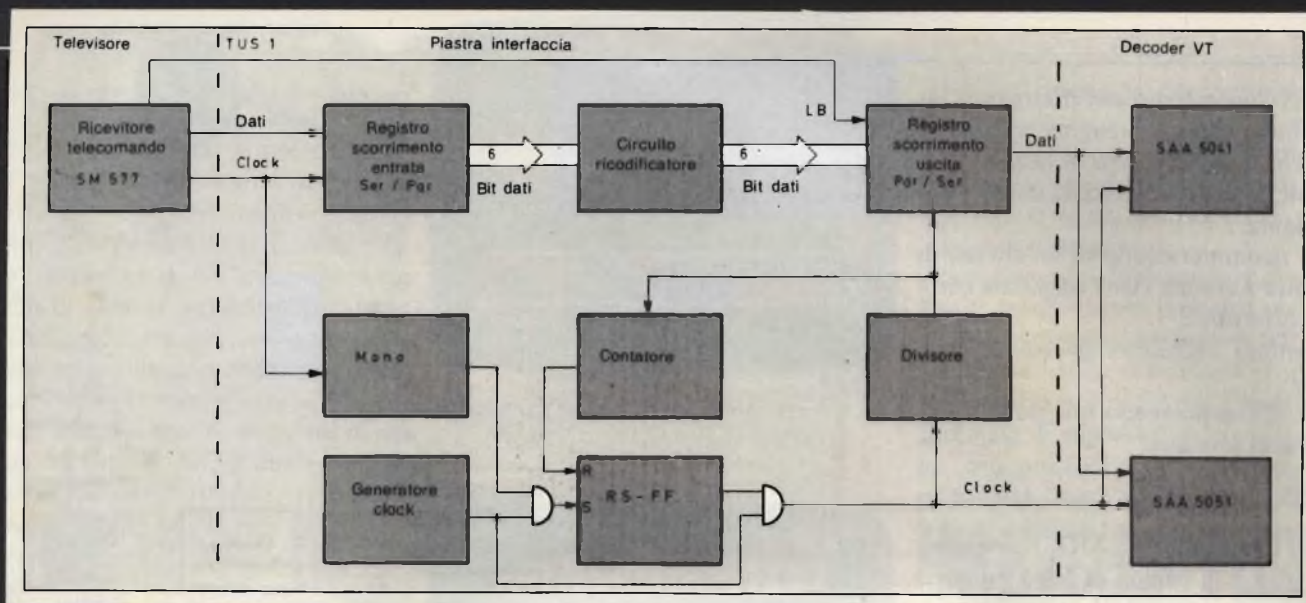 Televisore
TUS 1
Piastra interfaccia
Decoder VT
Ricevitore
telecomando
SM 577
Dati
Clock
Registro
scorrimento
entrata
Ser / Par
6
Bit dati
Circuito
ricodificatore
6
Bit dati
LB
Registro
scorrimento
uscita
Par / Ser
Dati
SAA 5041
Mono
Contatore
Divisore
Generatore
clock
R
S
RS-FF
Clock
SAA 5051